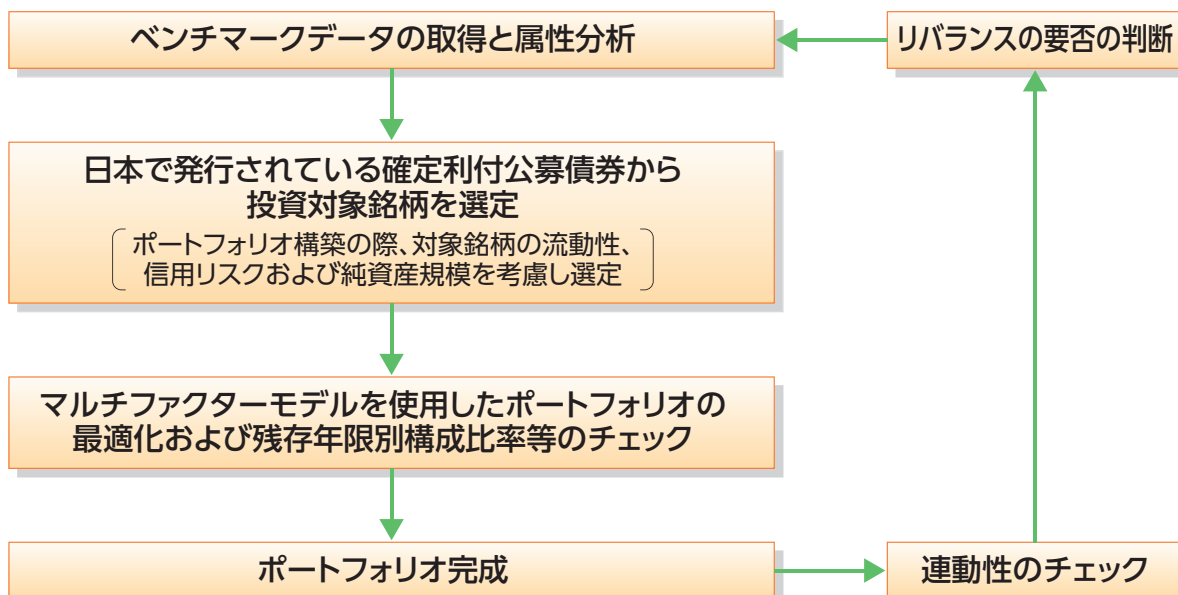 ベンチマークデータの取得と属性分析
リバランスの要否の判断
日本で発行されている確定利付公募債券から
投資対象銘柄を選定
ポートフォリオ構築の際、対象銘柄の流動性、
信用リスクおよび純資産規模を考慮し選定
マルチファクターモデルを使用したポートフォリオの
最適化および残存年限別構成比率等のチェック
ポートフォリオ完成
連動性のチェック